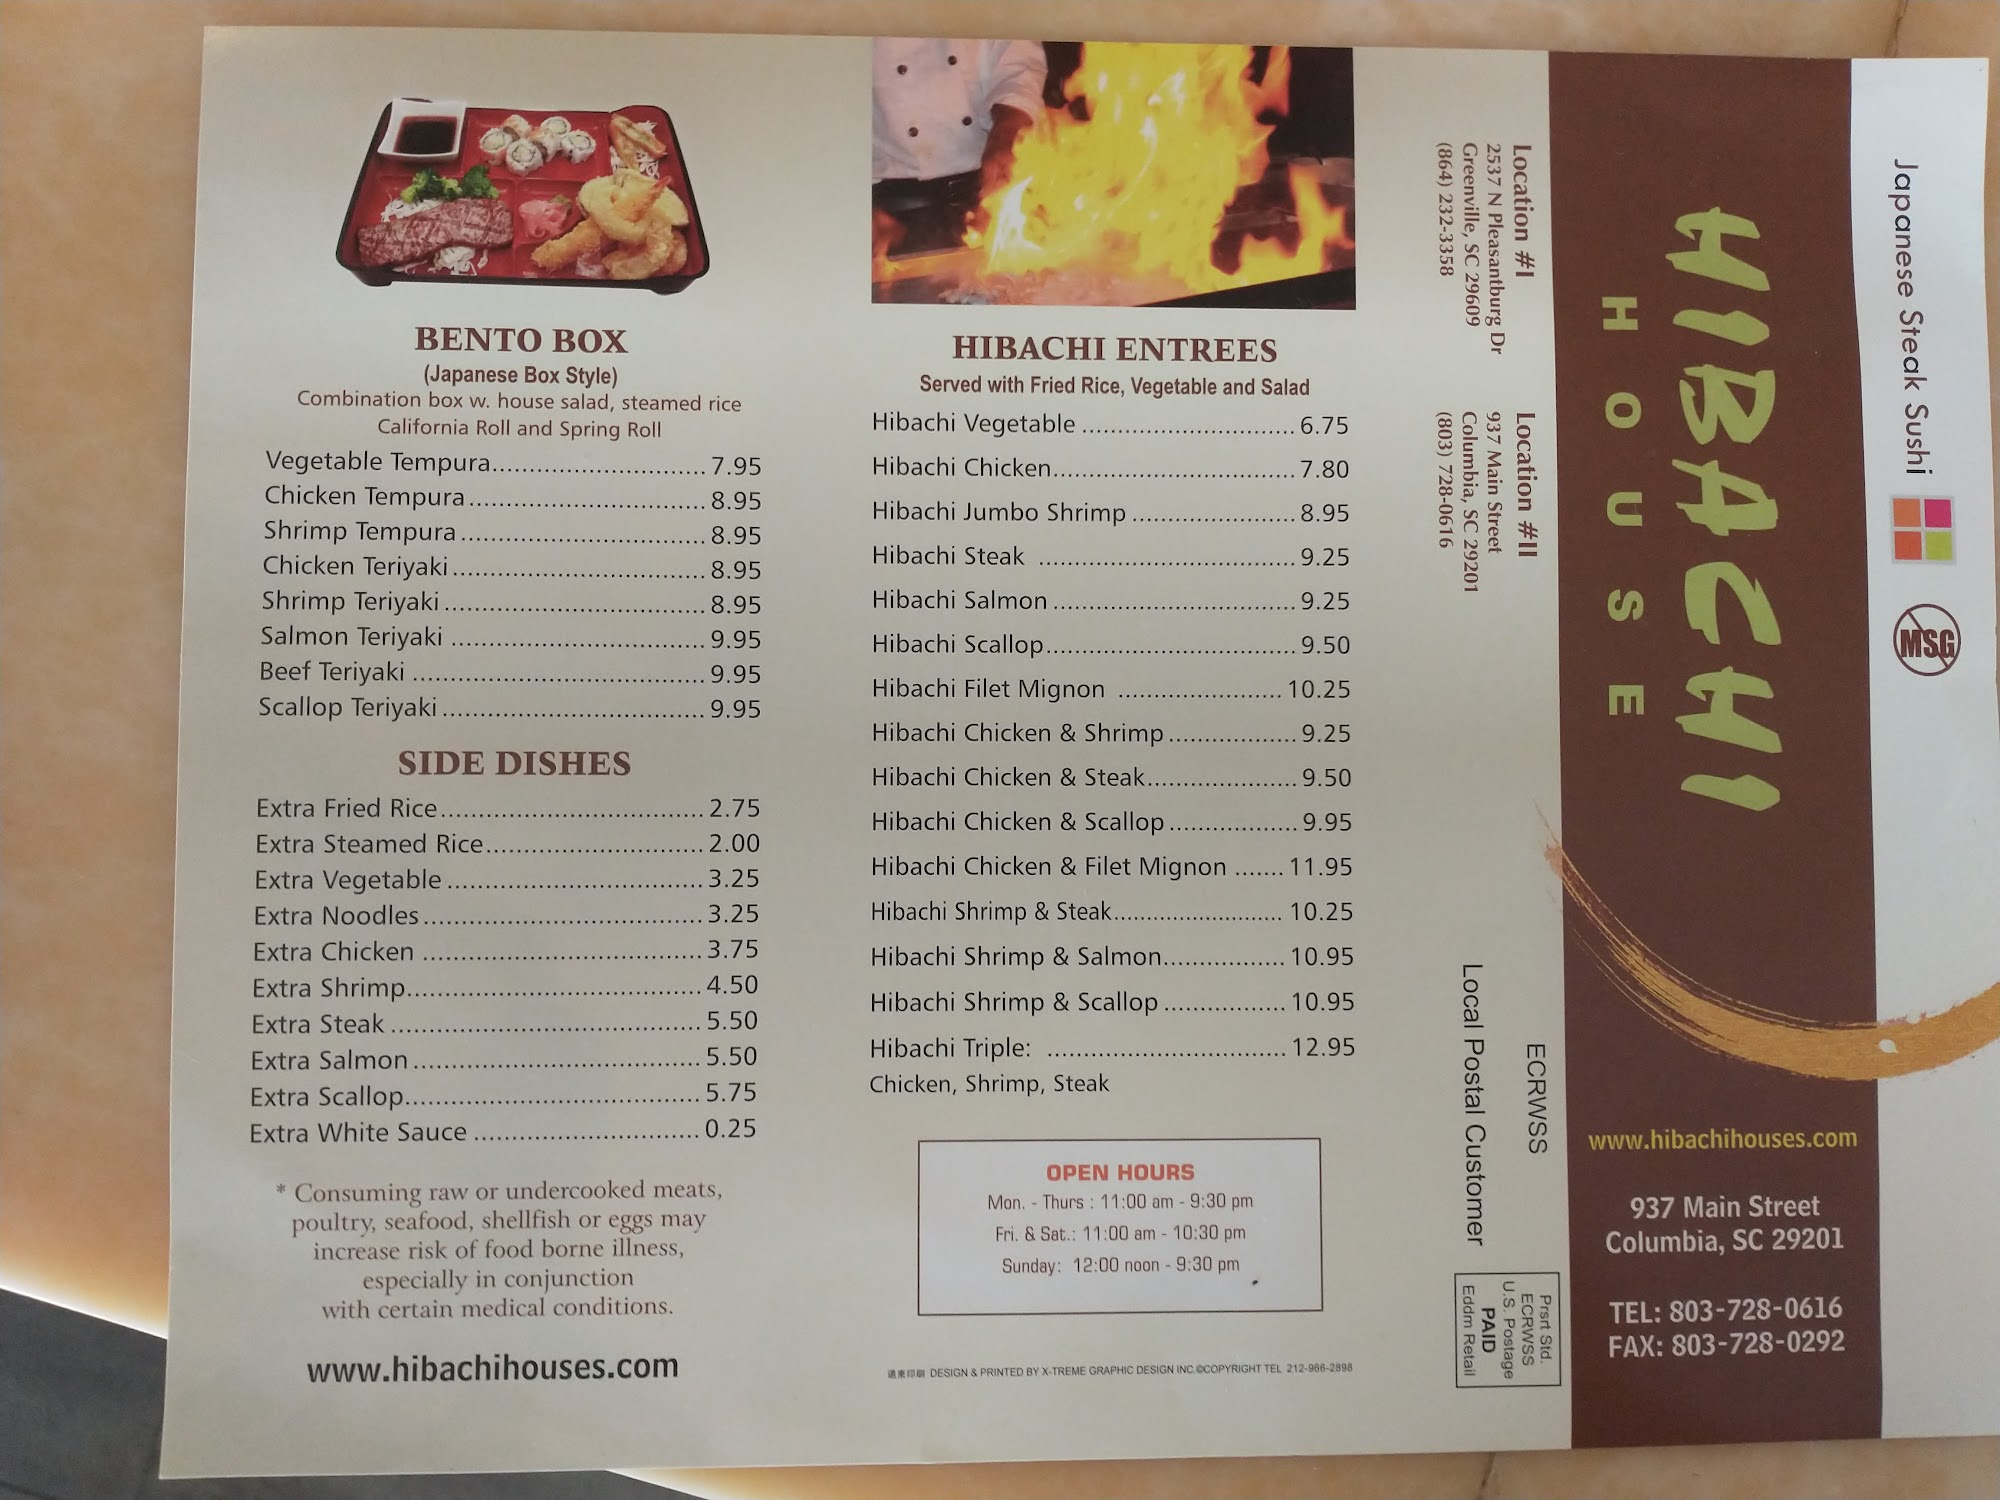 BENTO BOX
(Japanese Box Style)
Combination box w. house salad, steamed rice
California Roll and Spring Roll
Vegetable Tempura............................. 7.95
Chicken Tempura................................ 8.95
Shrimp Tempura................................. 8.95
Chicken Teriyaki.................................. 8.95
Shrimp Teriyaki................................... 8.95
Salmon Teriyaki .................................. 9.95
Beef Teriyaki ....................................... 9.95
Scallop Teriyaki................................... 9.95
SIDE DISHES
Extra Fried Rice.................................... 2.75
Extra Steamed Rice.............................. 2.00
Extra Vegetable................................... 3.25
Extra Noodles...................................... 3.25
Extra Chicken ...................................... 3.75
Extra Shrimp........................................ 4.50
Extra Steak .......................................... 5.50
Extra Salmon....................................... 5.50
Extra Scallop........................................ 5.75
Extra White Sauce ............................... 0.25
* Consuming raw or undercooked meats,
poultry, seafood, shellfish or eggs may
increase risk of food borne illness,
especially in conjunction
with certain medical conditions.
www.hibachihouses.com
HIBACHI ENTREES
Served with Fried Rice, Vegetable and Salad
Hibachi Vegetable ............................. 6.75
Hibachi Chicken................................. 7.80
Hibachi Jumbo Shrimp ...................... 8.95
Hibachi Steak ................................... 9.25
Hibachi Salmon................................. 9.25
Hibachi Scallop.................................. 9.50
Hibachi Filet Mignon ...................... 10.25
Hibachi Chicken & Shrimp ................. 9.25
Hibachi Chicken & Steak.................... 9.50
Hibachi Chicken & Scallop ................. 9.95
Hibachi Chicken & Filet Mignon ....... 11.95
Hibachi Shrimp & Steak....................... 10.25
Hibachi Shrimp & Salmon................. 10.95
Hibachi Shrimp & Scallop ................. 10.95
Hibachi Triple: ................................ 12.95
Chicken, Shrimp, Steak
OPEN HOURS
Mon. - Thurs : 11:00 am - 9:30 pm
Fri. & Sat.: 11:00 am - 10:30 pm
Sunday: 12:00 noon - 9:30 pm
遠東印刷 DESIGN & PRINTED BY X-TREME GRAPHIC DESIGN INC.©COPYRIGHT TEL 212-966-2898
Location #I
2537 N Pleasantburg Dr
Greenville, SC 29609
(864) 232-3358
Location #II
937 Main Street
Columbia, SC 29201
(803) 728-0616
ECRWSS
Local Postal Customer
Prsrt Std.
ECRWSS
U.S. Postage
PAID
Eddm Retail
HIBACHI
HOUSE
www.hibachihouses.com
937 Main Street
Columbia, SC 29201
TEL: 803-728-0616
FAX: 803-728-0292
Japanese Steak Sushi
MSG